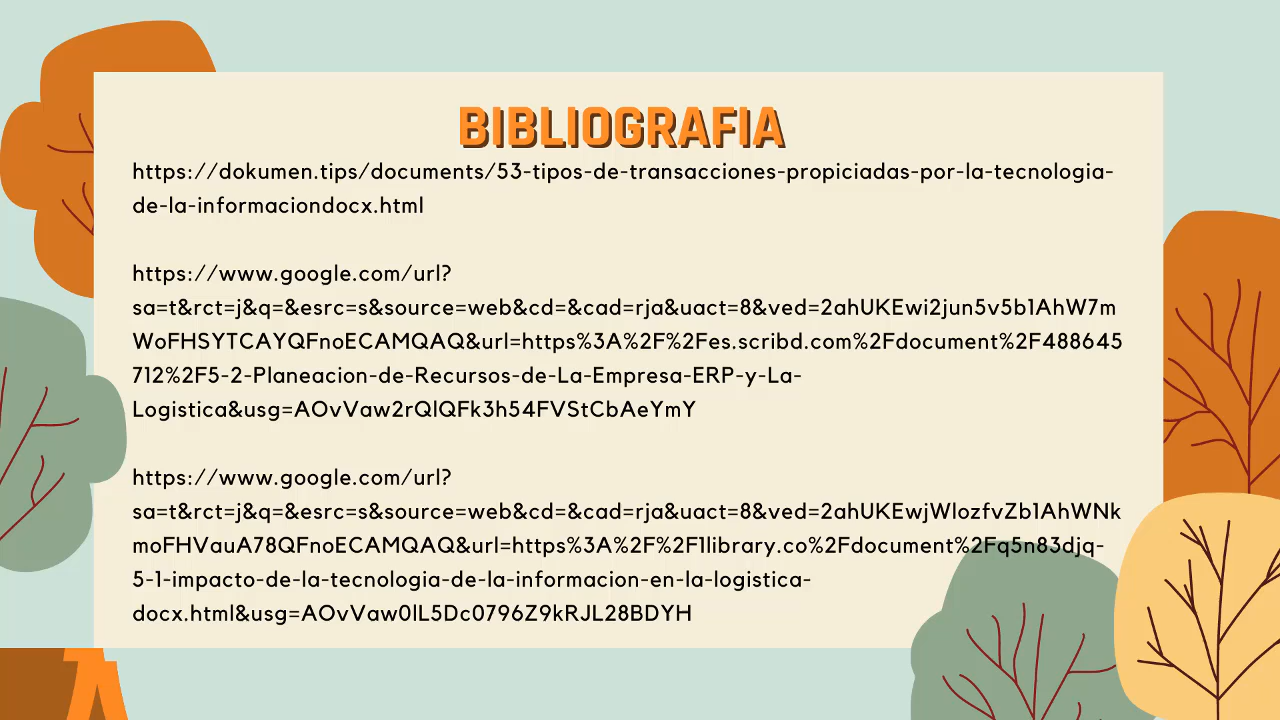 BIBLIOGRAFIA
https://dokumen.tips/documents/53-tipos-de-transacciones-propiciadas-por-la-tecnologia-
de-la-informaciondocx.html
https://www.google.com/url?
sa=t&rct=j&q=&esrc=s&source=web&cd=&cad=rja&uact=8&ved=2ahUKEwi2jun5v5b1AhW7m
WoFHSYTCAYQFnoECAMQAQ&url=https%3A%2F%2Fes.scribd.com%2Fdocument%2F488645
712%2F5-2-Planeacion-de-Recursos-de-La-Empresa-ERP-y-La-
Logistica&usg=AOvVaw2rQlQFk3h54FVStCbAeYmY
https://www.google.com/url?
sa=t&rct=j&q=&esrc=s&source=web&cd=&cad=rja&uact=8&ved=2ahUKEwjWlozfvZb1AhWNk
moFHVauA78QFnoECAMQAQ&url=https%3A%2F%2F1library.co%2Fdocument%2Fq5n83djq-
5-1-impacto-de-la-tecnologia-de-la-informacion-en-la-logistica-
docx.html&usg=AOvVaw0lL5Dc0796Z9kRJL28BDYH